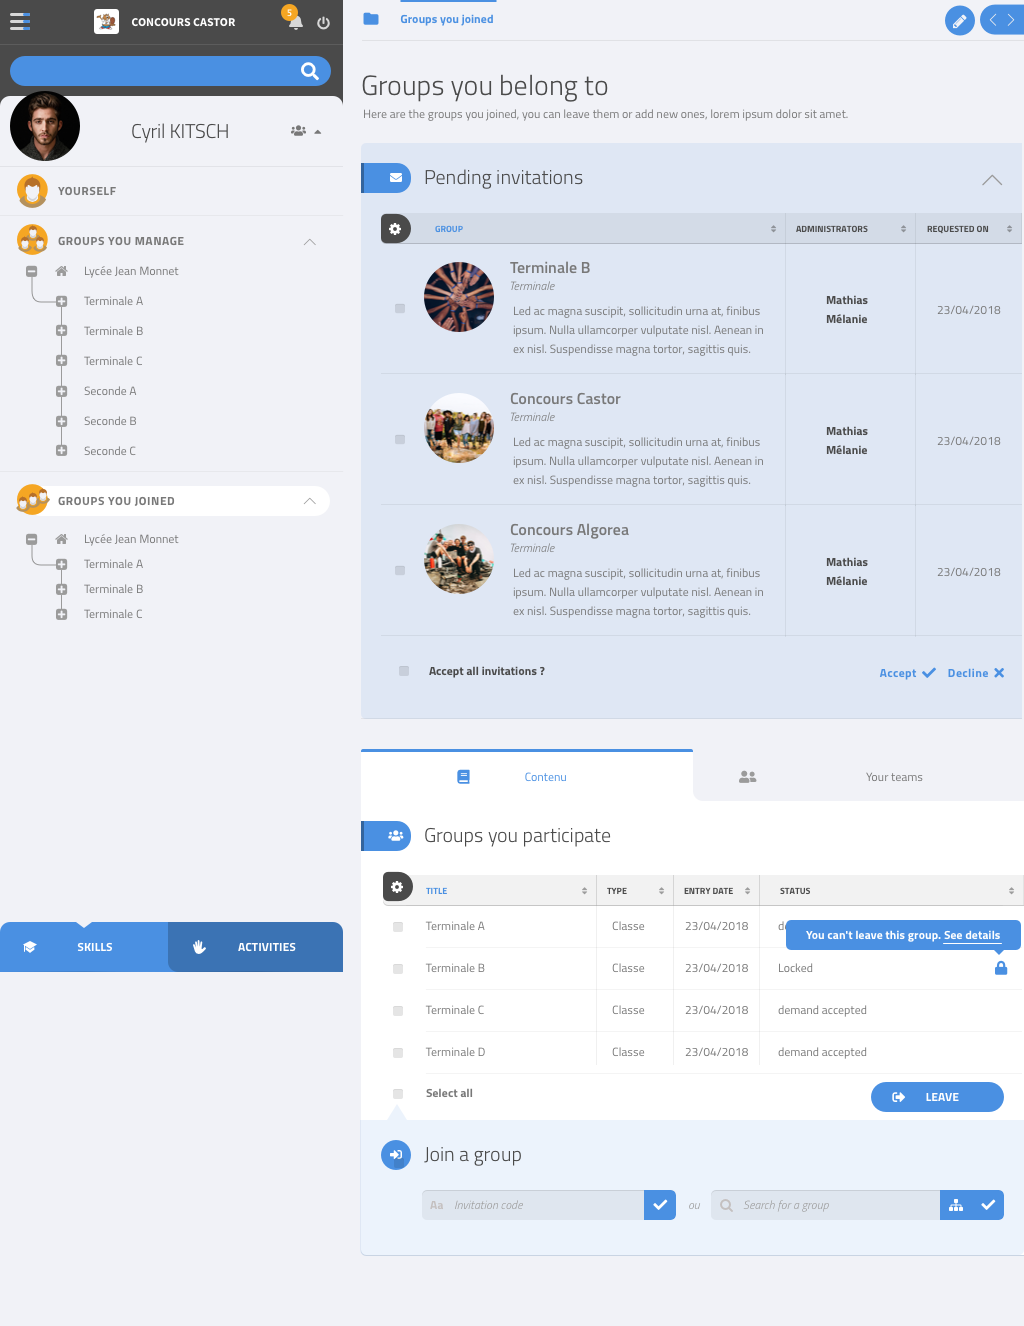 CONCOURS CASTOR
5
Cyril KITSCH
YOURSELF
GROUPS YOU MANAGE
Lycée Jean Monnet
Terminale A
Terminale B
Terminale C
Seconde A
Seconde B
Seconde C
GROUPS YOU JOINED
Lycée Jean Monnet
Terminale A
Terminale B
Terminale C
SKILLS
ACTIVITIES
Groups you joined
Groups you belong to
Here are the groups you joined, you can leave them or add new ones, lorem ipsum dolor sit amet.
Pending invitations
GROUP ADMINISTRATORS REQUESTED ON
Terminale B
Terminale
Led ac magna suscipit, sollicitudin urna at, finibus
ipsum. Nulla ullamcorper vulputate nisl. Aenean in
ex nisl. Suspendisse magna tortor, sagittis quis.
Mathias
Mélanie
23/04/2018
Concours Castor
Terminale
Led ac magna suscipit, sollicitudin urna at, finibus
ipsum. Nulla ullamcorper vulputate nisl. Aenean in
ex nisl. Suspendisse magna tortor, sagittis quis.
Mathias
Mélanie
23/04/2018
Concours Algorea
Terminale
Led ac magna suscipit, sollicitudin urna at, finibus
ipsum. Nulla ullamcorper vulputate nisl. Aenean in
ex nisl. Suspendisse magna tortor, sagittis quis.
Mathias
Mélanie
23/04/2018
Accept all invitations ? Accept Decline
Contenu Your teams
Groups you participate
TITLE TYPE ENTRY DATE STATUS
Terminale A Classe 23/04/2018 d
You can't leave this group. See details
Terminale B Classe 23/04/2018 Locked
Terminale C Classe 23/04/2018 demand accepted
Terminale D Classe 23/04/2018 demand accepted
Select all LEAVE
Join a group
Aa Invitation code ou Search for a group